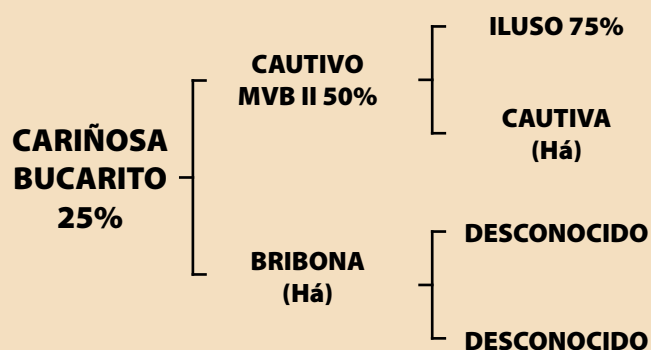 CARIÑOSA
BUCARITO
25%
CAUTIVO
MVB II 50%
ILUSO 75%
CAUTIVA
(Há)
BRIBONA
(Há)
DESCONOCIDO
DESCONOCIDO